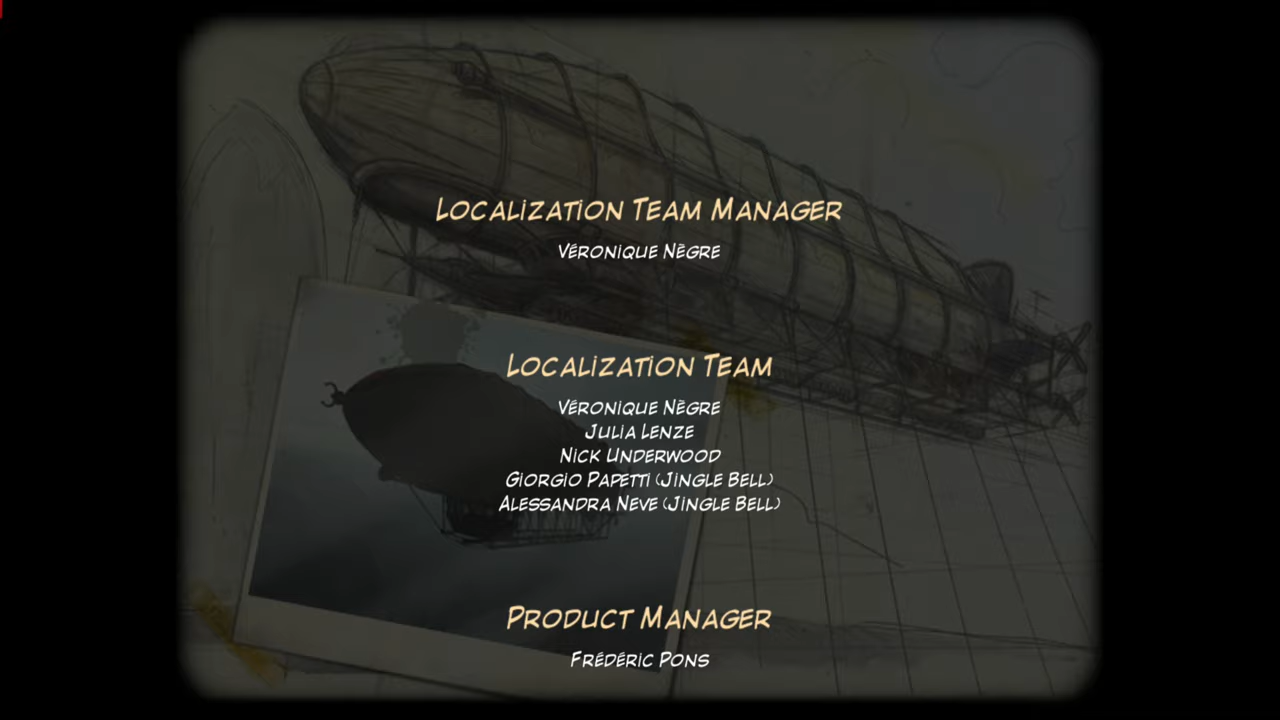 Localization Team Manager
Véronique Nègre
Localization Team
Véronique Nègre
Julia Lenze
Nick Underwood
Giorgio Papetti (Jingle Bell)
Alessandra Neve (Jingle Bell)
Product Manager
Frédéric Pons